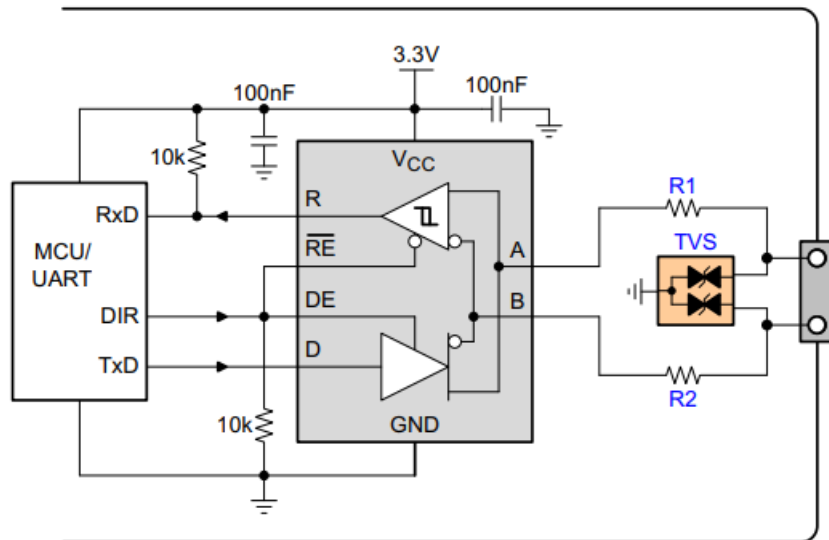 3.3V
100nF
100nF
10k
VCC
R1
RxD
R
TVS
MCU/
UART
RE
A
DIR
DE
B
TxD
D
10k
GND
R2